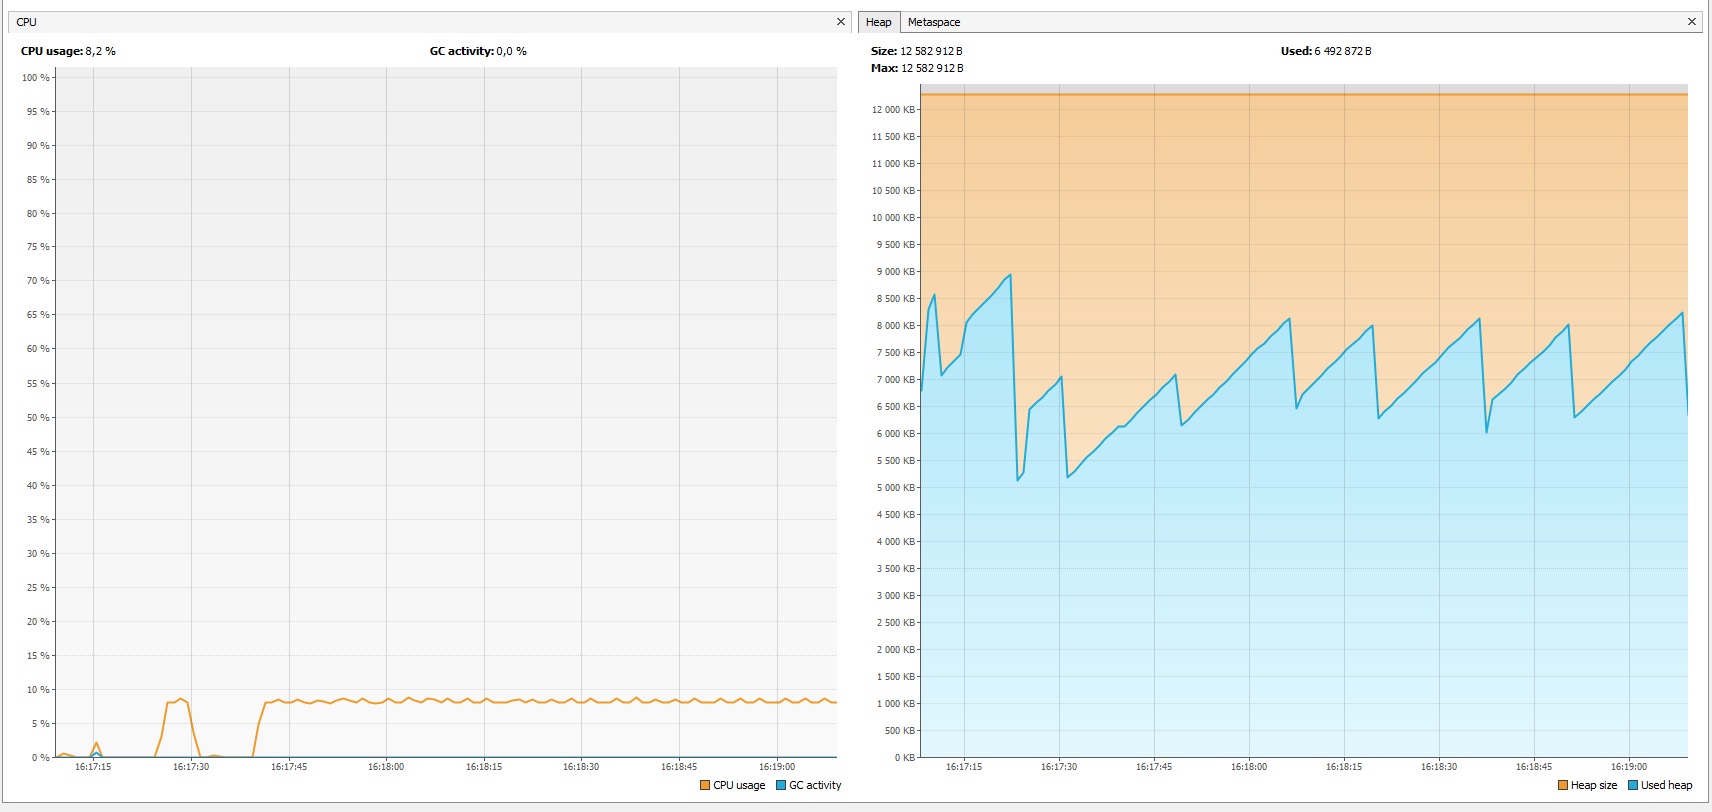 CPU
CPU usage: 8,2 %
GC activity: 0,0 %
100 %
95 %
90 %
85 %
80 %
75 %
70 %
65 %
60 %
55 %
50 %
45 %
40 %
35 %
30 %
25 %
20 %
15 %
10 %
5 %
0 %
16:17:15 16:17:30 16:17:45 16:18:00 16:18:15 16:18:30 16:18:45 16:19:00
CPU usage GC activity
Heap Metaspace
Size: 12 582 912 B
Used: 6 492 872 B
Max: 12 582 912 B
12 000 KB
11 500 KB
11 000 KB
10 500 KB
10 000 KB
9 500 KB
9 000 KB
8 500 KB
8 000 KB
7 500 KB
7 000 KB
6 500 KB
6 000 KB
5 500 KB
5 000 KB
4 500 KB
4 000 KB
3 500 KB
3 000 KB
2 500 KB
2 000 KB
1 500 KB
1 000 KB
500 KB
0 KB
16:17:15 16:17:30 16:17:45 16:18:00 16:18:15 16:18:30 16:18:45 16:19:00
Heap size Used heap